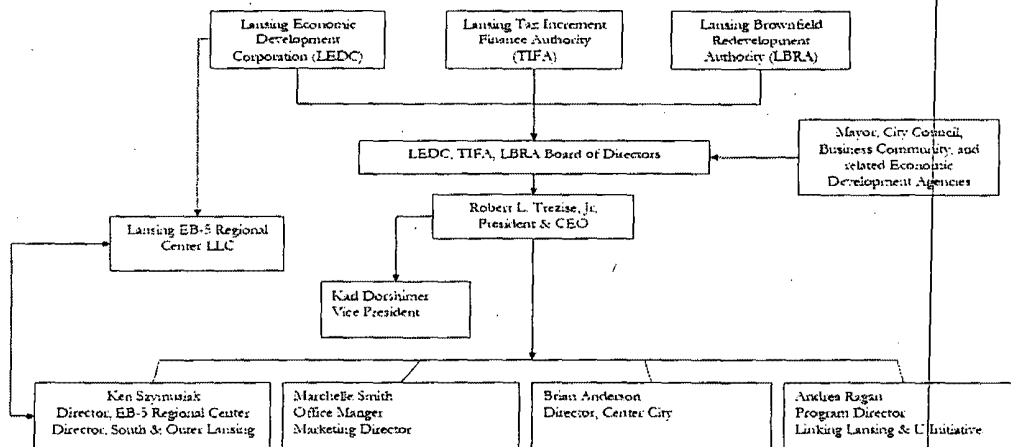 Lansing Economic
Development
Corporation (LEDC)
Lansing Tax Increment
Finance Authority
(TIFA)
Lansing Brownfield
Redevelopment
Authority (LBRA)
LEDC, TIFA, LBRA Board of Directors
Mayor, City Council,
Business Community, and
related Economic
Development Agencies
Robert L. Trezise, Jr.
President & CEO
Lansing EB-5 Regional
Center LLC
Karl Dorshimer
Vice President
Ken Szymusiak
Director, EB-5 Regional Center
Director, South & Outer Lansing
Marchelle Smith
Office Manger
Marketing Director
Brian Anderson
Director, Center City
Andrea Ragan
Program Director
Linking Lansing & U Initiative